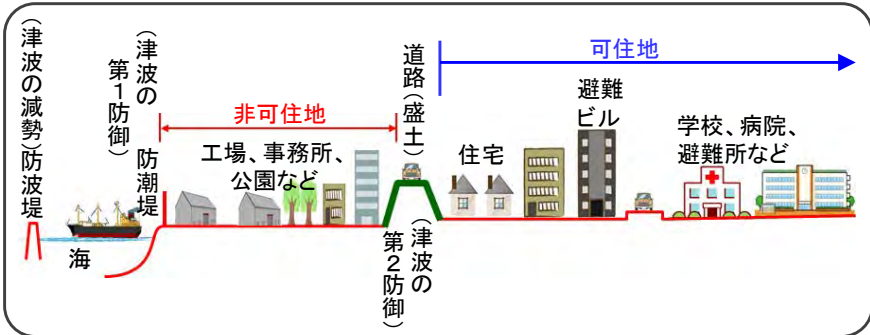 防波堤
（津波の減勢）
海
（津波の
第１防御）
防潮堤
非可住地
工場、事務所、
公園など
道路（盛土）
（津波の
第２防御）
可住地
住宅
避難
ビル
学校、病院、
避難所など